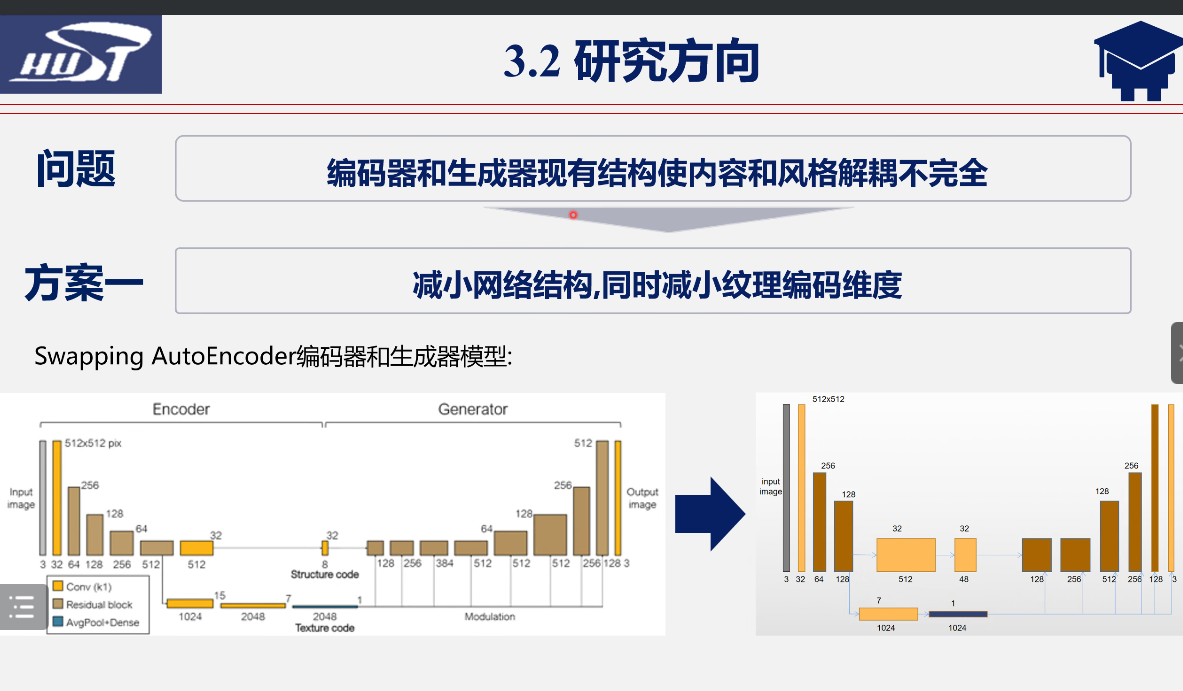 HUST
3.2 研究方向
问题
编码器和生成器现有结构使内容和风格解耦不完全
方案一
减小网络结构,同时减小纹理编码维度
Swapping AutoEncoder编码器和生成器模型:
Encoder
Generator
512x512 pix
512
256
256
Input
image
Output
image
128
128
64
64
32
32
3 32 64 128 256 512 512
8
128 256 384 512 512 512 256 128 3
Structure code
Conv (k1)
Residual block
AvgPool+Dense
15
7
1
1024
2048
2048
Modulation
Texture code
512x512
256
256
input
image
128
128
32
32
3 32 64 128 512 48 128 256 512 256 128 3
7
1
1024
1024